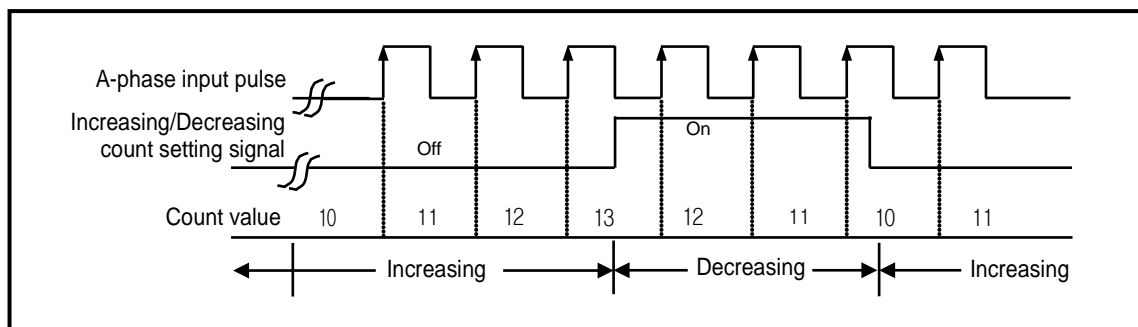 A-phase input pulse
Increasing/Decreasing
count setting signal
On
Off
Count value
10 11 12 13 12 11 10 11
Increasing Decreasing Increasing